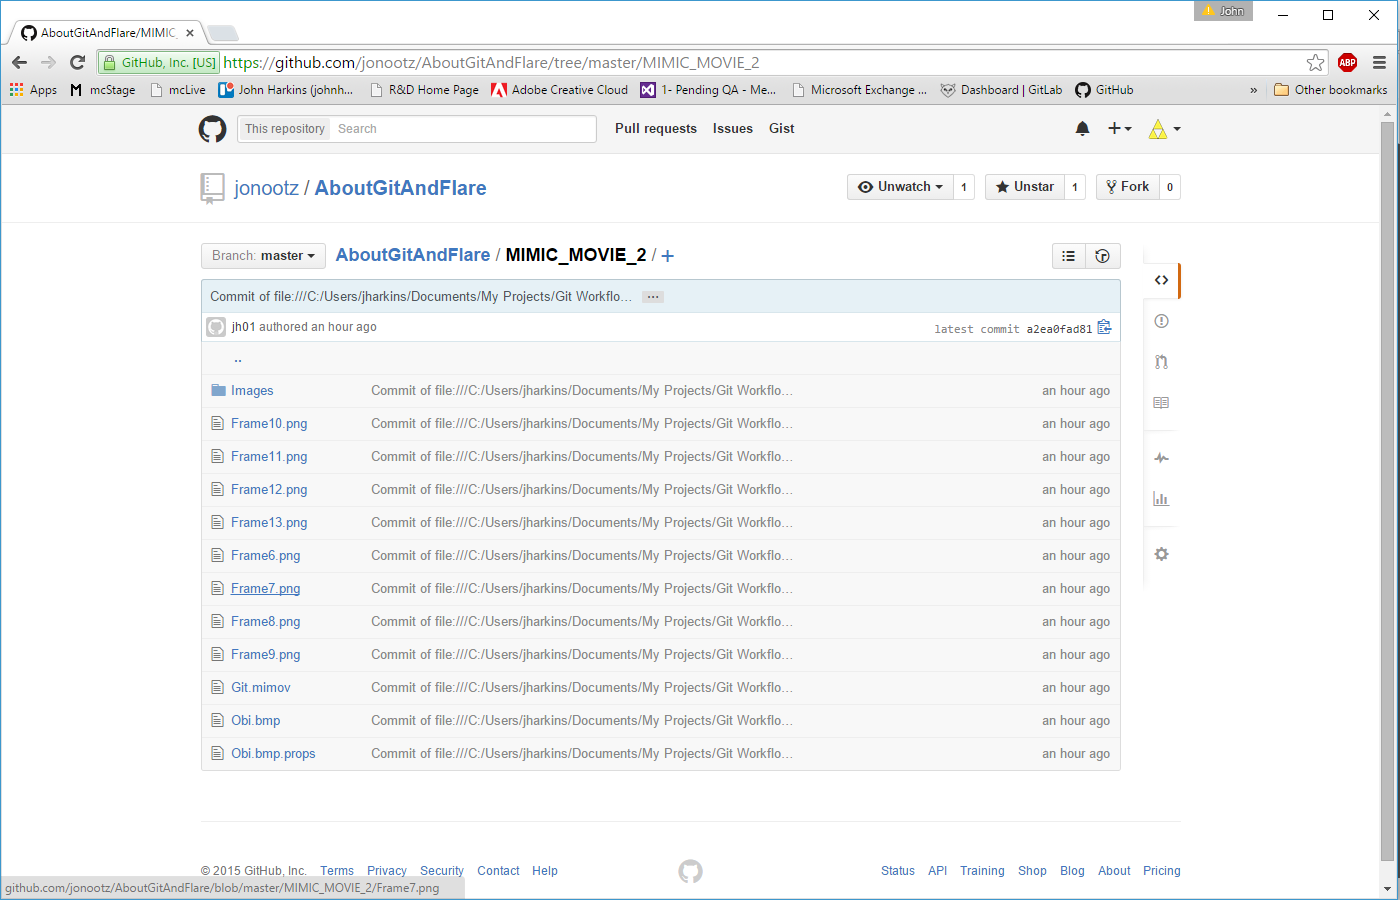 John
AboutGitAndFlare/MIMIC_
GitHub, Inc. [US] https://github.com/jonootz/AboutGitAndFlare/tree/master/MIMIC_MOVIE_2 ABP
Apps mcStage mcLive John Harkins (johnh... R&D Home Page Adobe Creative Cloud 1- Pending QA - Me... Microsoft Exchange ... Dashboard | GitLab GitHub » Other bookmarks
This repository Search Pull requests Issues Gist
jonootz / AboutGitAndFlare Unwatch 1 Unstar 1 Fork 0
Branch: master AboutGitAndFlare / MIMIC_MOVIE_2 / +
Commit of file:///C:/Users/jharkins/Documents/My Projects/Git Workflo... ...
jh01 authored an hour ago latest commit a2ea0fad81
..
Images Commit of file:///C:/Users/jharkins/Documents/My Projects/Git Workflo... an hour ago
Frame10.png Commit of file:///C:/Users/jharkins/Documents/My Projects/Git Workflo... an hour ago
Frame11.png Commit of file:///C:/Users/jharkins/Documents/My Projects/Git Workflo... an hour ago
Frame12.png Commit of file:///C:/Users/jharkins/Documents/My Projects/Git Workflo... an hour ago
Frame13.png Commit of file:///C:/Users/jharkins/Documents/My Projects/Git Workflo... an hour ago
Frame6.png Commit of file:///C:/Users/jharkins/Documents/My Projects/Git Workflo... an hour ago
Frame7.png Commit of file:///C:/Users/jharkins/Documents/My Projects/Git Workflo... an hour ago
Frame8.png Commit of file:///C:/Users/jharkins/Documents/My Projects/Git Workflo... an hour ago
Frame9.png Commit of file:///C:/Users/jharkins/Documents/My Projects/Git Workflo... an hour ago
Git.mimov Commit of file:///C:/Users/jharkins/Documents/My Projects/Git Workflo... an hour ago
Obi.bmp Commit of file:///C:/Users/jharkins/Documents/My Projects/Git Workflo... an hour ago
Obi.bmp.props Commit of file:///C:/Users/jharkins/Documents/My Projects/Git Workflo... an hour ago
© 2015 GitHub, Inc. Terms Privacy Security Contact Help Status API Training Shop Blog About Pricing
github.com/jonootz/AboutGitAndFlare/blob/master/MIMIC_MOVIE_2/Frame7.png